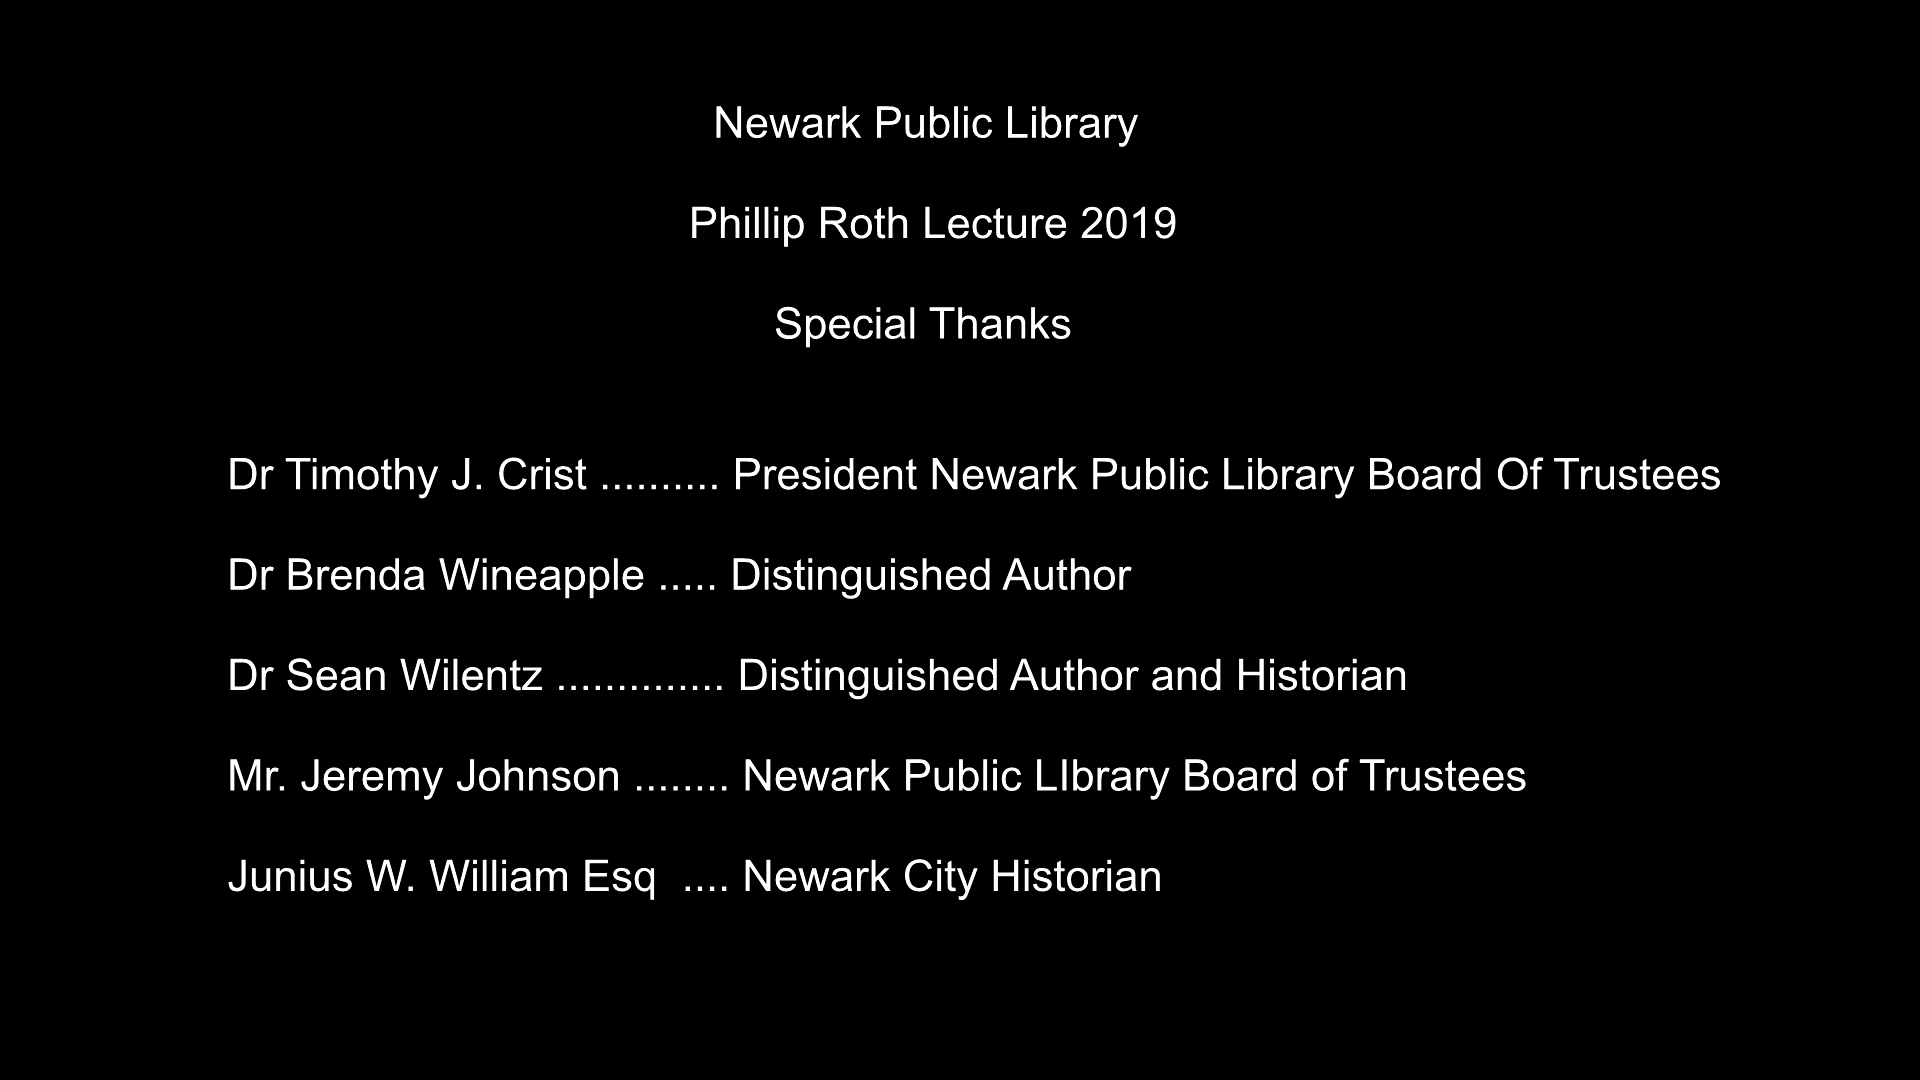 Newark Public Library
Phillip Roth Lecture 2019
Special Thanks
Dr Timothy J. Crist .......... President Newark Public Library Board Of Trustees
Dr Brenda Wineapple ..... Distinguished Author
Dr Sean Wilentz .............. Distinguished Author and Historian
Mr. Jeremy Johnson ........ Newark Public LIbrary Board of Trustees
Junius W. William Esq  .... Newark City Historian